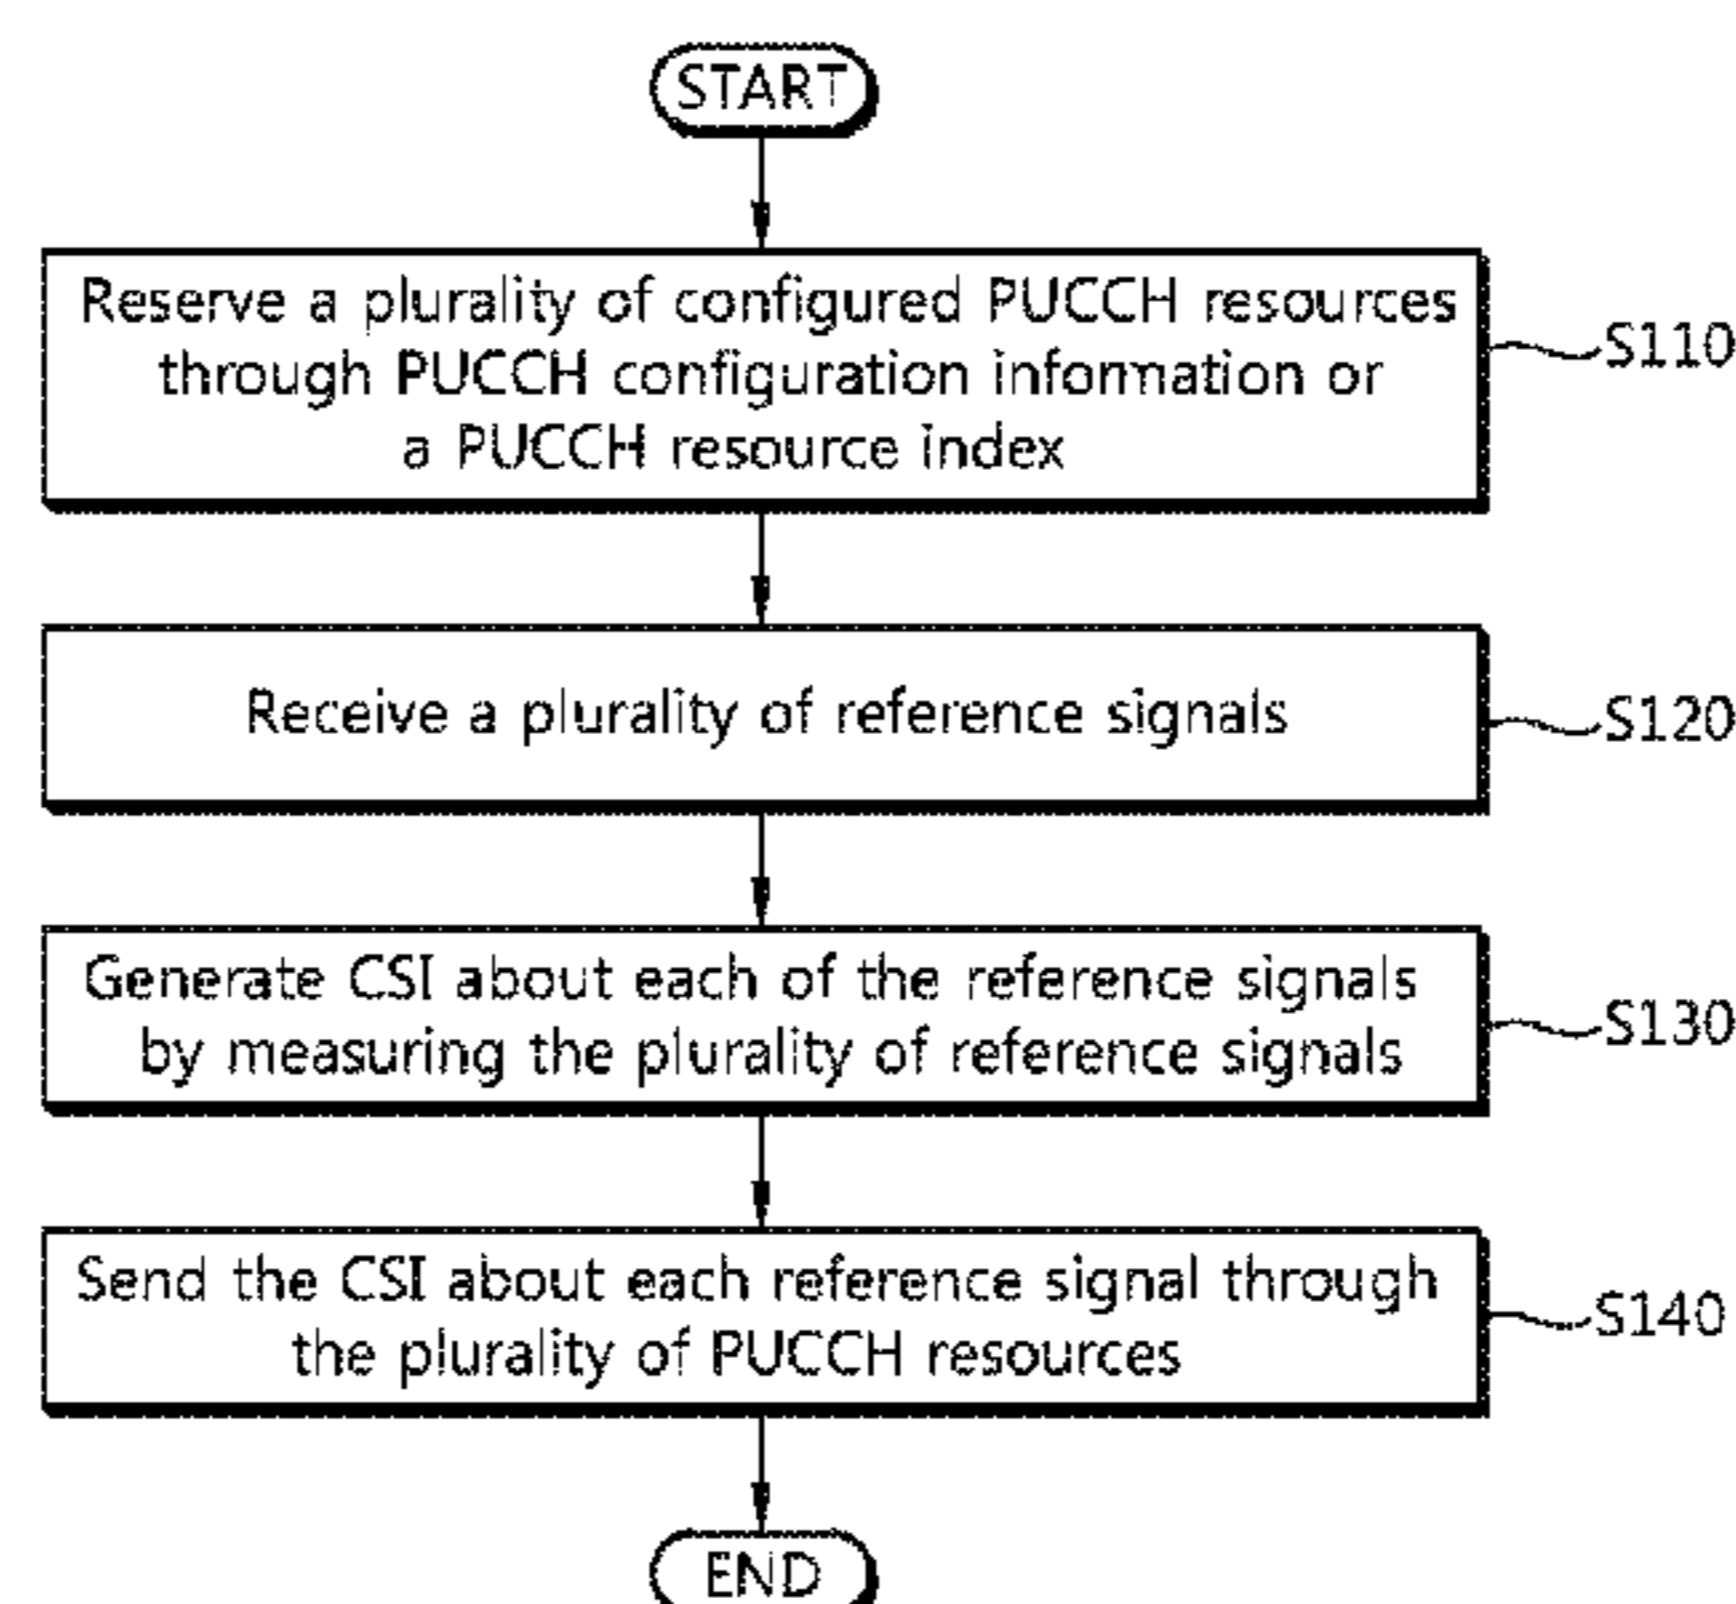 START
Reserve a plurality of configured PUCCH resources
through PUCCH configuration information or
a PUCCH resource index
S110
Receive a plurality of reference signals
S120
Generate CSI about each of the reference signals
by measuring the plurality of reference signals
S130
Send the CSI about each reference signal through
the plurality of PUCCH resources
S140
END